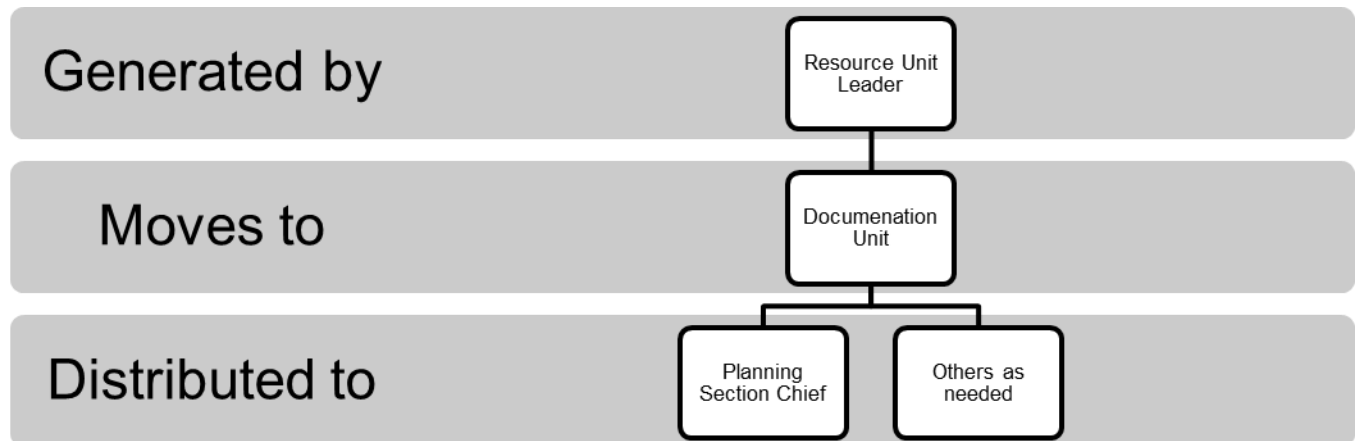 Generated by
Resource Unit
Leader
Moves to
Documenation
Unit
Distributed to
Planning
Section Chief
Others as
needed